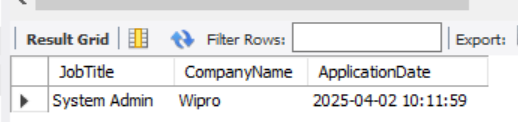 Result Grid Filter Rows: Export:
JobTitle CompanyName ApplicationDate
System Admin Wipro 2025-04-02 10:11:59